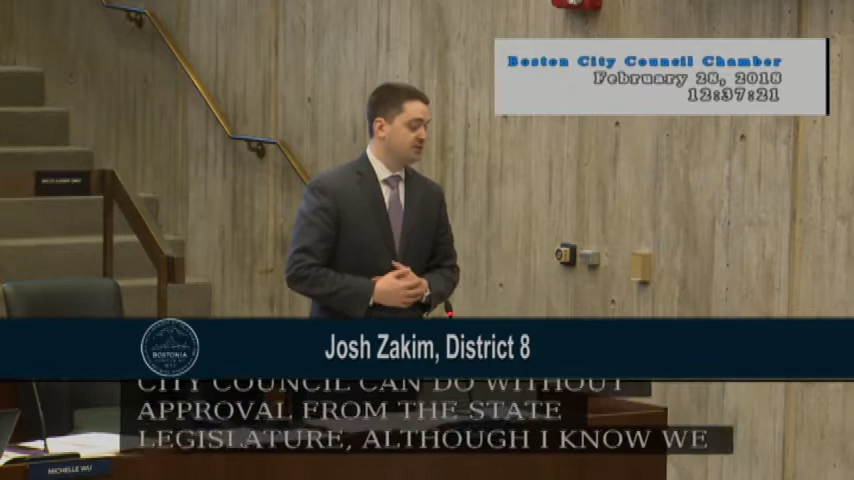 Boston City Council Chamber
February 28, 2018
12:37:21
BOSTONIA
Josh Zakim, District 8
CITY COUNCIL CAN DO WITHOUT
APPROVAL FROM THE STATE
LEGISLATURE, ALTHOUGH I KNOW WE
MICHELLE WU